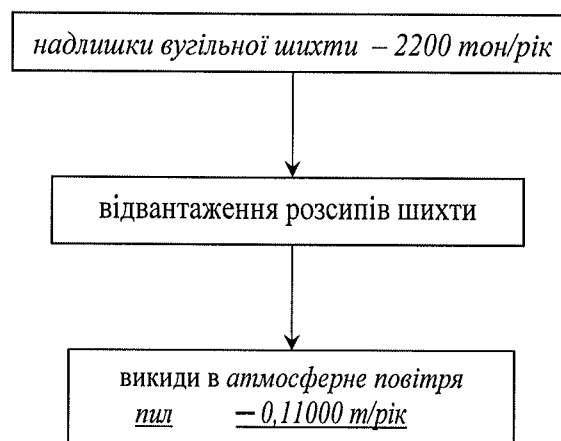 надлишки вугільної шихти – 2200 тон/рік
відвантаження розсипів шихти
викиди в атмосферне повітря
пил – 0,11000 т/рік